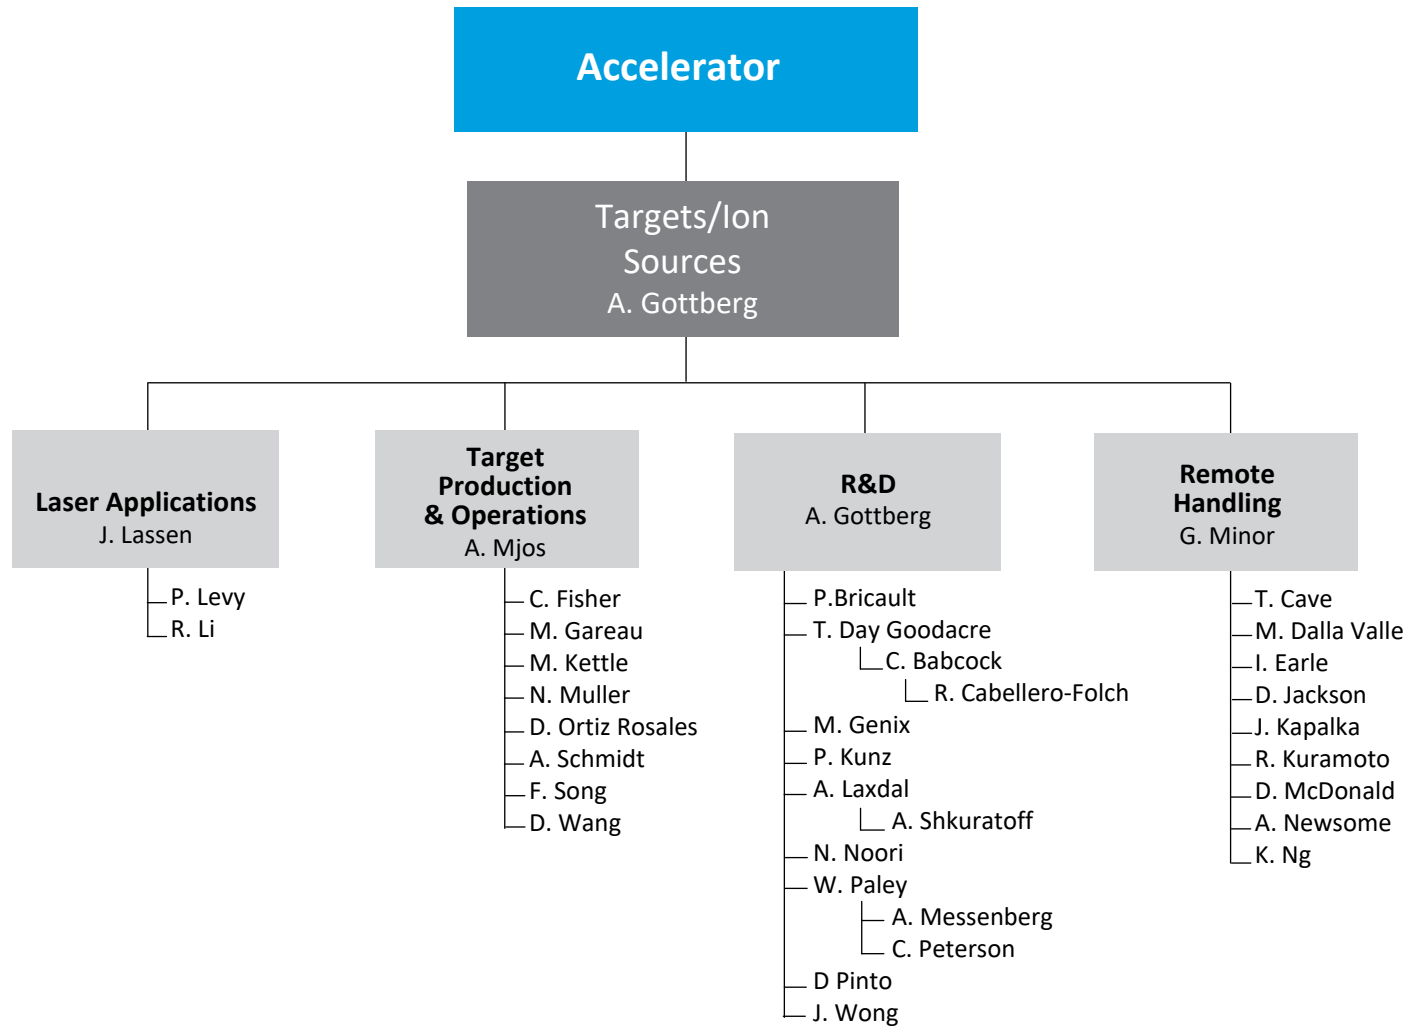 Accelerator
Targets/Ion
Sources
A. Gottberg
Laser Applications
J. Lassen
P. Levy
R. Li
Target
Production
& Operations
A. Mjos
C. Fisher
M. Gareau
M. Kettle
N. Muller
D. Ortiz Rosales
A. Schmidt
F. Song
D. Wang
R&D
A. Gottberg
P.Bricault
T. Day Goodacre
C. Babcock
R. Cabellero-Folch
M. Genix
P. Kunz
A. Laxdal
A. Shkuratoff
N. Noori
W. Paley
A. Messenberg
C. Peterson
D Pinto
J. Wong
Remote
Handling
G. Minor
T. Cave
M. Dalla Valle
I. Earle
D. Jackson
J. Kapalka
R. Kuramoto
D. McDonald
A. Newsome
K. Ng